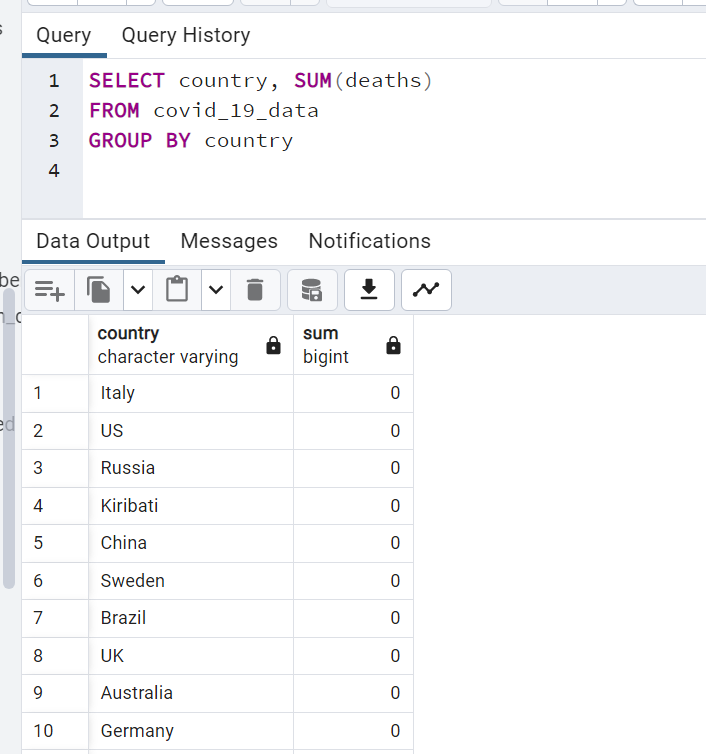 Query Query History
1 SELECT country, SUM(deaths)
2 FROM covid_19_data
3 GROUP BY country
4
Data Output Messages Notifications
country sum
character varying bigint
1 Italy 0
2 US 0
3 Russia 0
4 Kiribati 0
5 China 0
6 Sweden 0
7 Brazil 0
8 UK 0
9 Australia 0
10 Germany 0